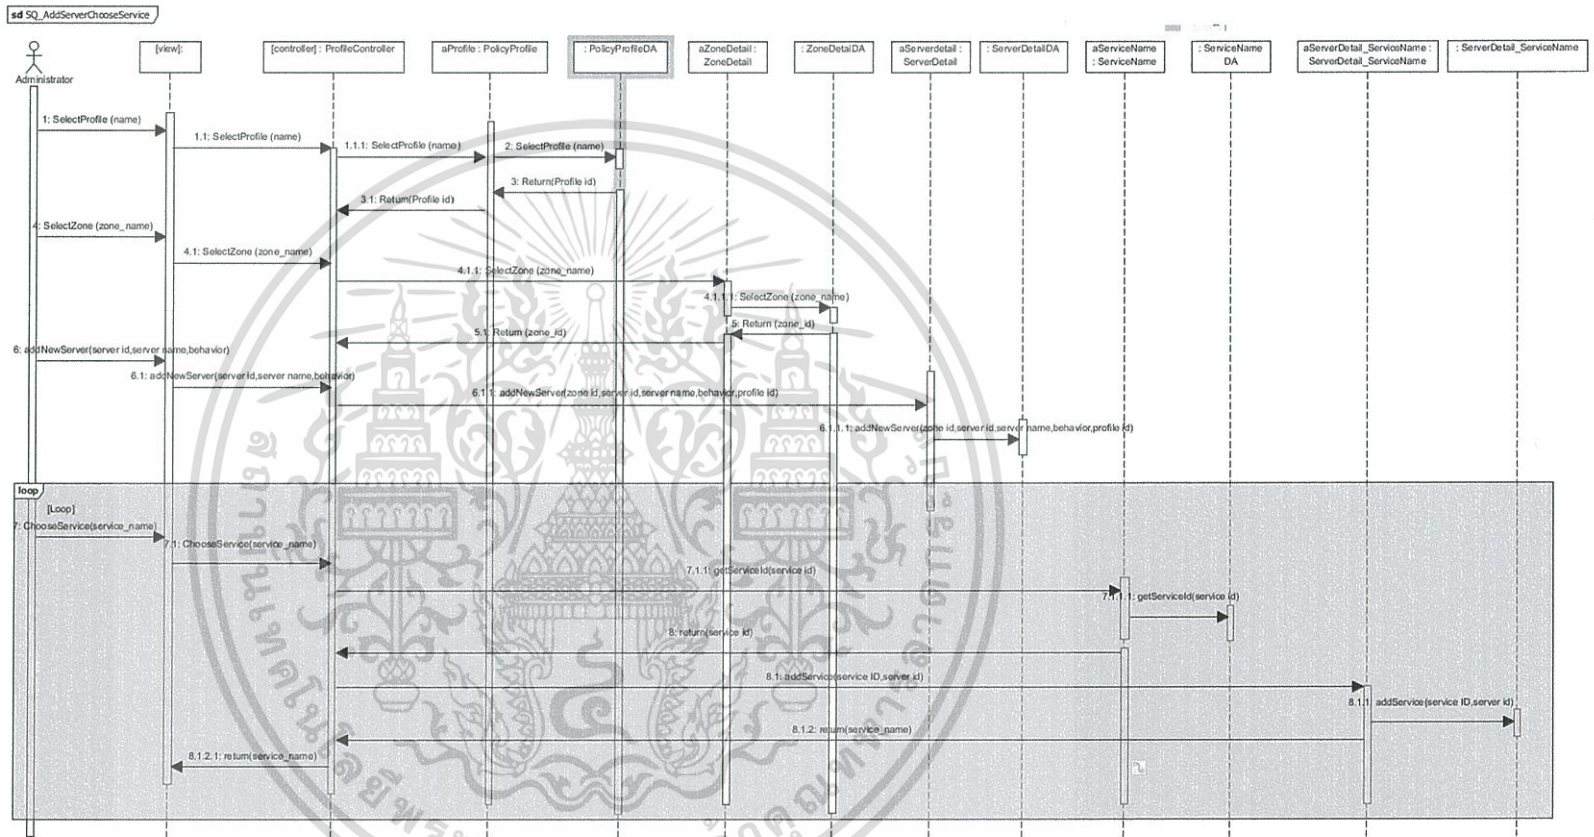 sd SQ_AddServerChooseService
Administrator
[view]:
[controller] : ProfileController
aProfile : PolicyProfile
: PolicyProfileDA
aZoneDetail :
ZoneDetail
: ZoneDetailDA
aServerdetail :
ServerDetail
: ServerDetailDA
aServiceName
: ServiceName
: ServiceName
DA
aServerDetail_ServiceName :
ServerDetail_ServiceName
: ServerDetail_ServiceName
1: SelectProfile (name)
1.1: SelectProfile (name)
1.1.1: SelectProfile (name)
2: SelectProfile (name)
3: Return(Profile id)
3.1: Return(Profile id)
4: SelectZone (zone_name)
4.1: SelectZone (zone_name)
4.1.1: SelectZone (zone_name)
4.1.1.1: SelectZone (zone_name)
5: Return (zone_id)
5.1: Return (zone_id)
6: addNewServer(server id,server name,behavior)
6.1: addNewServer(server id,server name,behavior)
6.1.1: addNewServer(zone id,server id,server name,behavior,profile id)
6.1.1.1: addNewServer(zone id,server id,server name,behavior,profile id)
loop
[Loop]
7: ChooseService(service_name)
7.1: ChooseService(service_name)
7.1.1: getServiceId(service id)
7.1.1.1: getServiceId(service id)
8: return(service id)
8.1: addService(service ID,server id)
8.1.1: addService(service ID,server id)
8.1.2: return(service_name)
8.1.2.1: return(service_name)